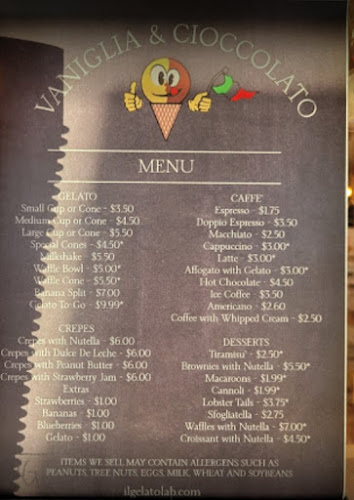 VANIGLIA & CIOCCOLATO
MENU
GELATO
Small Cup or Cone - $3.50
Medium Cup or Cone - $4.50
Large Cup or Cone - $5.50
Special Cones - $4.50*
Milkshake - $5.50
Waffle Bowl - $5.00*
Waffle Cone - $5.50*
Banana Split - $7.00
Gelato To Go - $9.99*
CREPES
Crepes with Nutella - $6.00
Crepes with Dulce De Leche - $6.00
Crepes with Peanut Butter - $6.00
Crepes with Strawberry Jam - $6.00
Extras
Strawberries - $1.00
Bananas - $1.00
Blueberries - $1.00
Gelato - $1.00
CAFFE'
Espresso - $1.75
Doppio Espresso - $3.50
Macchiato - $2.50
Cappuccino - $3.00*
Latte - $3.00*
Affogato with Gelato - $3.00*
Hot Chocolate - $4.50
Ice Coffee - $3.50
Americano - $2.60
Coffee with Whipped Cream - $2.50
DESSERTS
Tiramisu' - $2.50*
Brownies with Nutella - $5.50*
Macaroons - $1.99*
Cannoli - $1.99*
Lobster Tails - $3.75*
Sfogliatella - $2.75
Waffles with Nutella - $7.00*
Croissant with Nutella - $4.50*
ITEMS WE SELL MAY CONTAIN ALLERGENS SUCH AS
PEANUTS, TREE NUTS, EGGS, MILK, WHEAT AND SOYBEANS
ilgelatolab.com